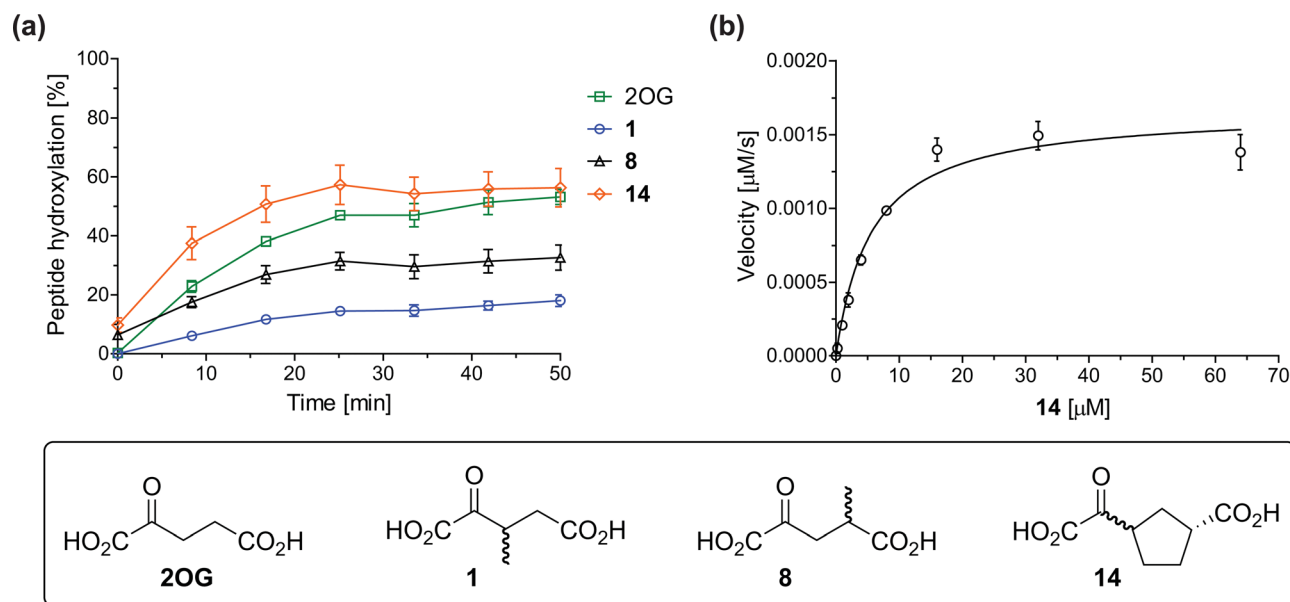 (a)
Peptide hydroxylation [%]
100
80
60
40
20
0
0 10 20 30 40 50
Time [min]
2OG
1
8
14
(b)
Velocity [µM/s]
0.0020
0.0015
0.0010
0.0005
0.0000
0 10 20 30 40 50 60 70
14 [µM]
O
HO2C CO2H
2OG
O
HO2C CO2H
1
O
HO2C CO2H
8
O
HO2C CO2H
14